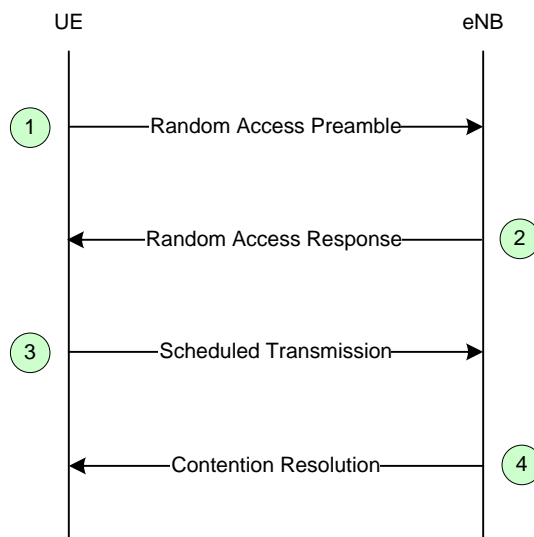 UE eNB
1 Random Access Preamble
Random Access Response 2
3 Scheduled Transmission
Contention Resolution 4